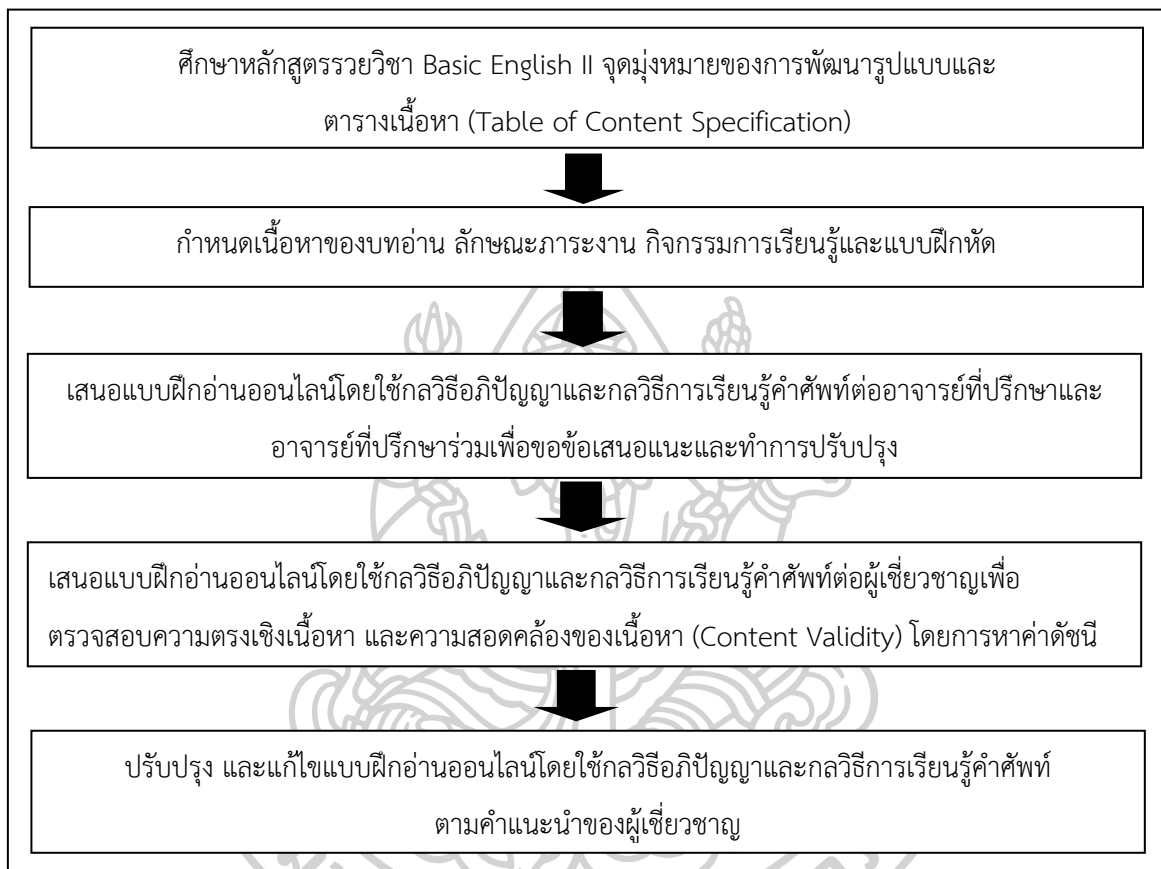 ศึกษาหลักสูตรรวยวิชา Basic English II จุดมุ่งหมายของการพัฒนารูปแบบและ
ตารางเนื้อหา (Table of Content Specification)
กำหนดเนื้อหาของบทอ่าน ลักษณะภาระงาน กิจกรรมการเรียนรู้และแบบฝึกหัด
เสนอแบบฝึกอ่านออนไลน์โดยใช้กลวิธีอภิปัญญาและกลวิธีการเรียนรู้คำศัพท์ต่ออาจารย์ที่ปรึกษาและ
อาจารย์ที่ปรึกษาร่วมเพื่อขอข้อเสนอแนะและทำการปรับปรุง
เสนอแบบฝึกอ่านออนไลน์โดยใช้กลวิธีอภิปัญญาและกลวิธีการเรียนรู้คำศัพท์ต่อผู้เชี่ยวชาญเพื่อ
ตรวจสอบความตรงเชิงเนื้อหา และความสอดคล้องของเนื้อหา (Content Validity) โดยการหาค่าดัชนี
ปรับปรุง และแก้ไขแบบฝึกอ่านออนไลน์โดยใช้กลวิธีอภิปัญญาและกลวิธีการเรียนรู้คำศัพท์
ตามคำแนะนำของผู้เชี่ยวชาญ